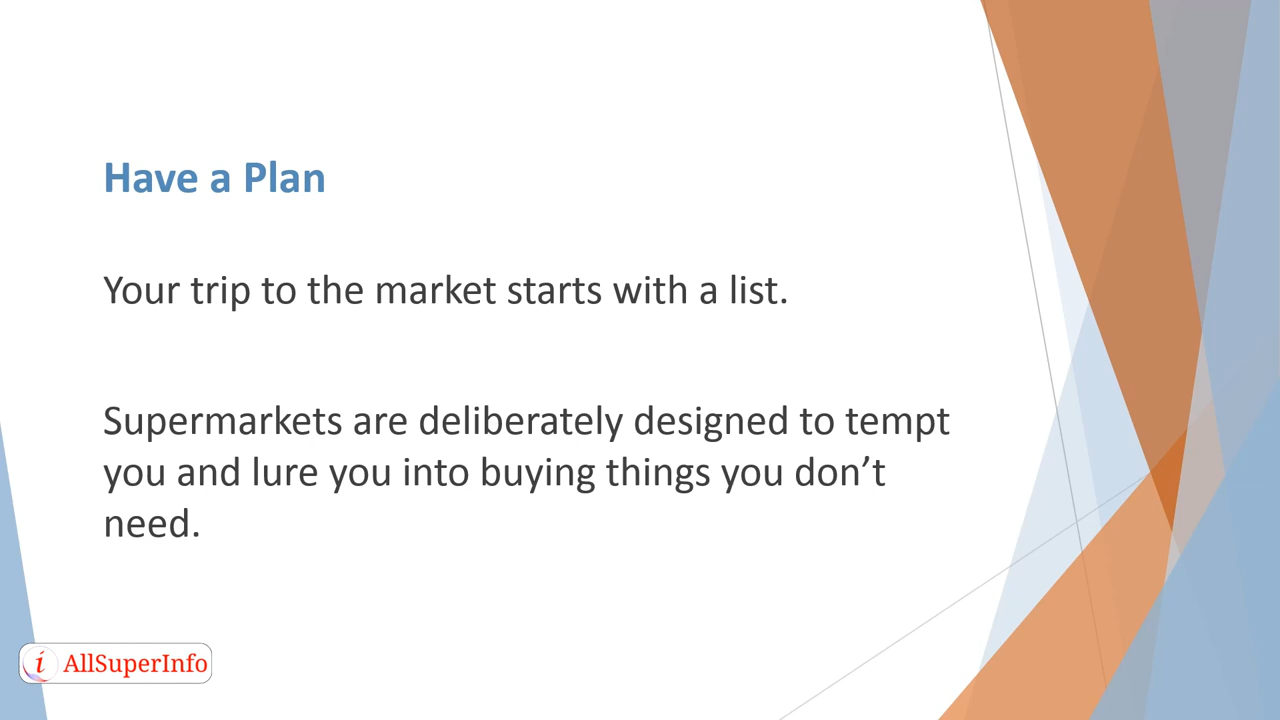 Have a Plan
Your trip to the market starts with a list.
Supermarkets are deliberately designed to tempt
you and lure you into buying things you don’t
need.
i AllSuperInfo